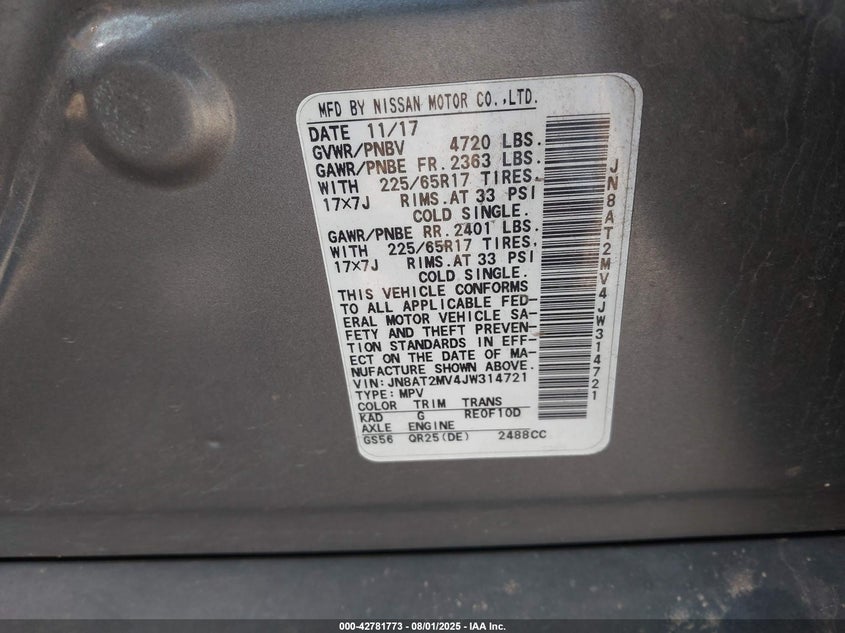 MFD BY NISSAN MOTOR CO.,LTD.
DATE 11/17
GVWR/PNBV 4720 LBS.
GAWR/PNBE FR. 2363 LBS.
WITH 225/65R17 TIRES.
17×7J RIMS.AT 33 PSI
COLD SINGLE.
GAWR/PNBE RR. 2401 LBS.
WITH 225/65R17 TIRES,
17×7J RIMS.AT 33 PSI
COLD SINGLE.
THIS VEHICLE CONFORMS
TO ALL APPLICABLE FED-
ERAL MOTOR VEHICLE SA-
FETY AND THEFT PREVEN-
TION STANDARDS IN EFF-
ECT ON THE DATE OF MA-
NUFACTURE SHOWN ABOVE.
VIN: JN8AT2MV4JW314721
TYPE: MPV
COLOR TRIM TRANS
KAD G RE0F10D
AXLE ENGINE
GS56 QR25(DE) 2488CC
JN8AT2MV4JW314721
000-42781773 - 08/01/2025 - IAA Inc.